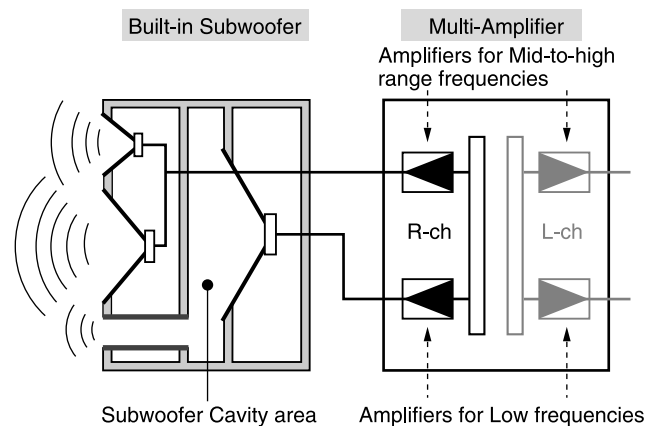 Built-in Subwoofer
Multi-Amplifier
Amplifiers for Mid-to-high
range frequencies
R-ch
L-ch
Subwoofer Cavity area
Amplifiers for Low frequencies